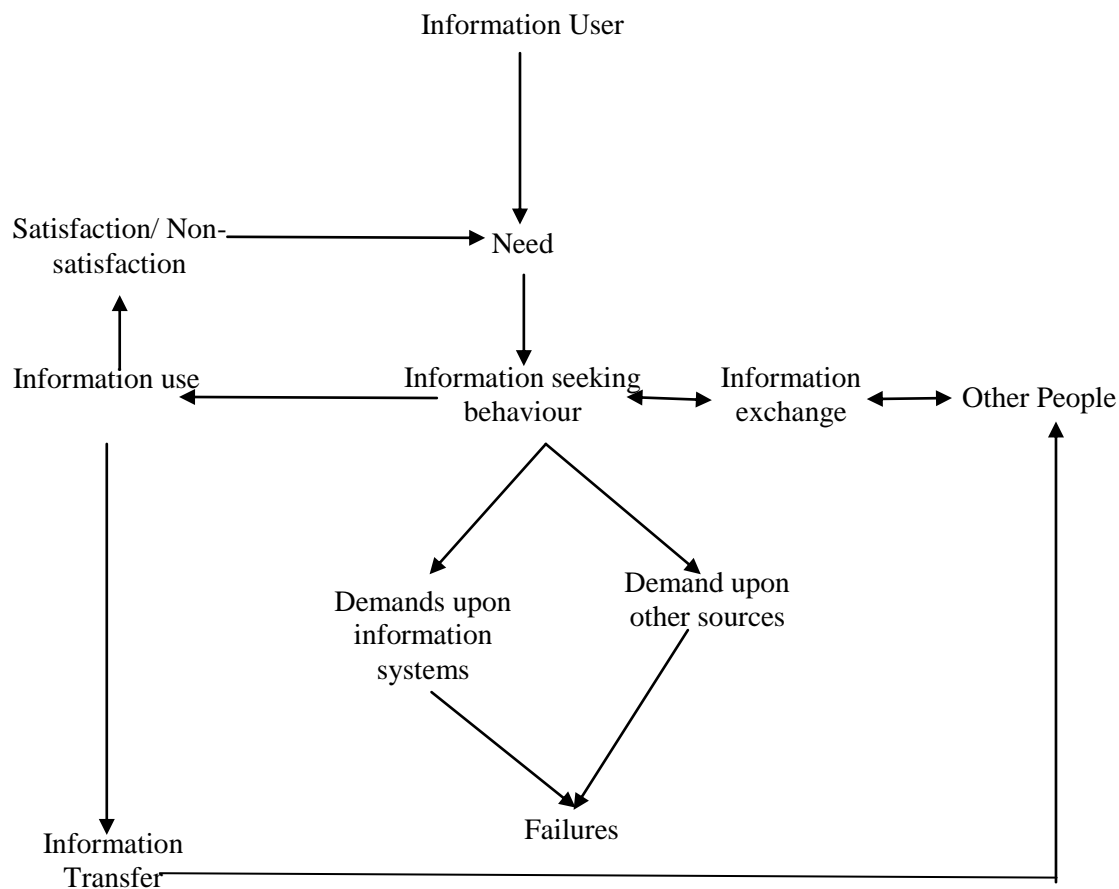 Information User
Satisfaction/ Non-
satisfaction
Need
Information use
Information seeking
behaviour
Information
exchange
Other People
Demands upon
information
systems
Demand upon
other sources
Failures
Information
Transfer